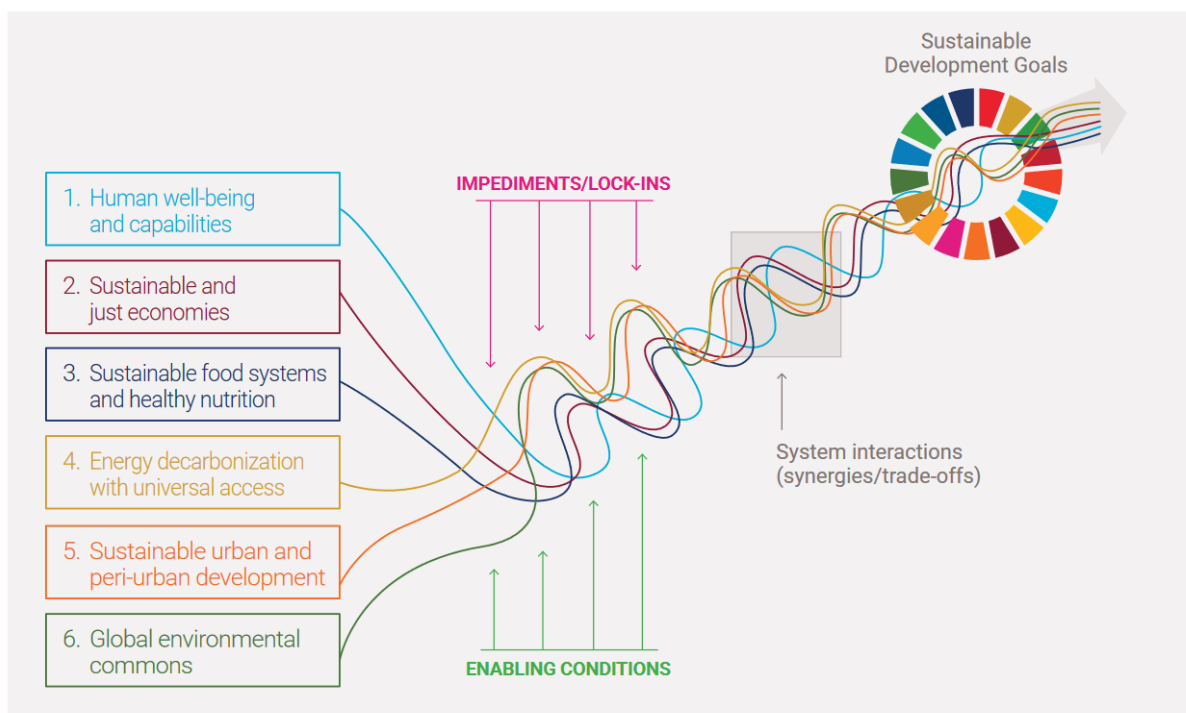 Sustainable
Development Goals
IMPEDIMENTS/LOCK-INS
1. Human well-being
and capabilities
2. Sustainable and
just economies
3. Sustainable food systems
and healthy nutrition
4. Energy decarbonization
with universal access
5. Sustainable urban and
peri-urban development
6. Global environmental
commons
System interactions
(synergies/trade-offs)
ENABLING CONDITIONS